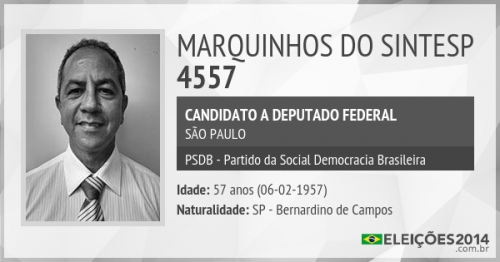 MARQUINHOS DO SINTESP
4557
CANDIDATO A DEPUTADO FEDERAL
SÃO PAULO
PSDB - Partido da Social Democracia Brasileira
Idade: 57 anos (06-02-1957)
Naturalidade: SP - Bernardino de Campos
ELEIÇÕES2014
.com.br